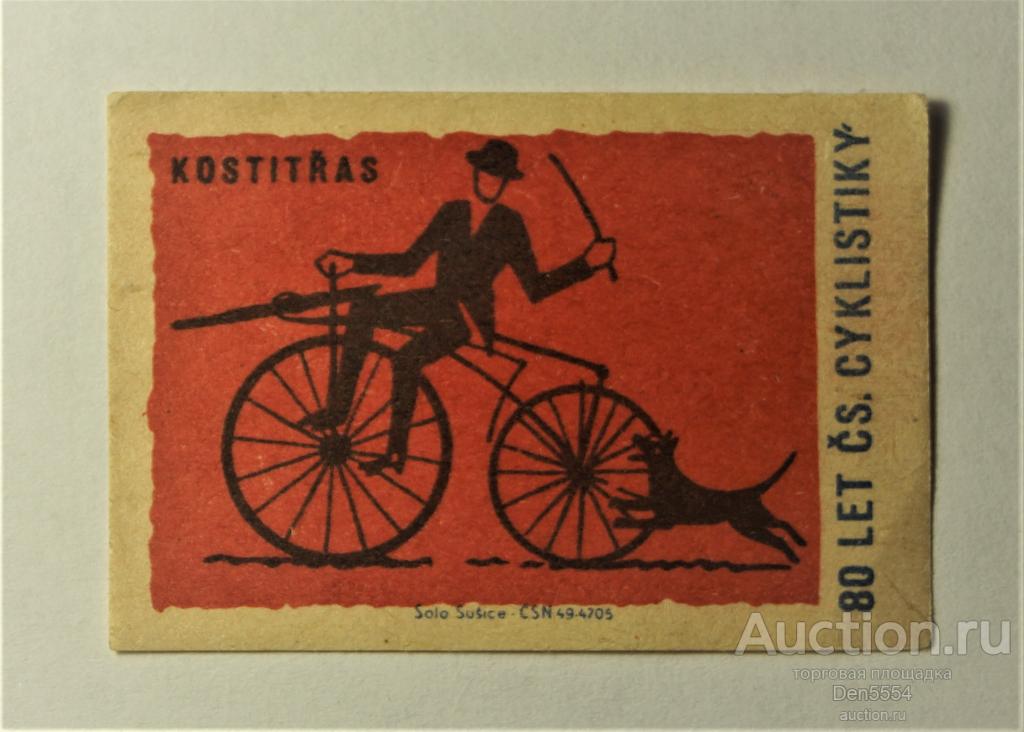 KOSTITŘAS
80 LET ČS. CYKLISTIKY
Solo Sušice - ČSN 49-4705
Auction.ru
торговая площадка
Den5554
auction.ru